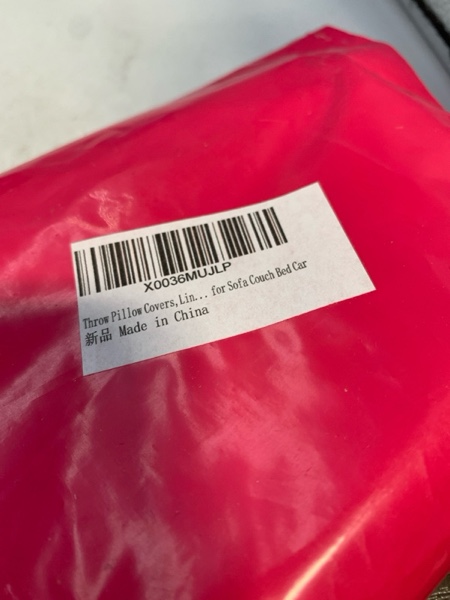 X0036MUJLP
Throw Pillow Covers,Lin... for Sofa Couch Bed Car
新品 Made in China